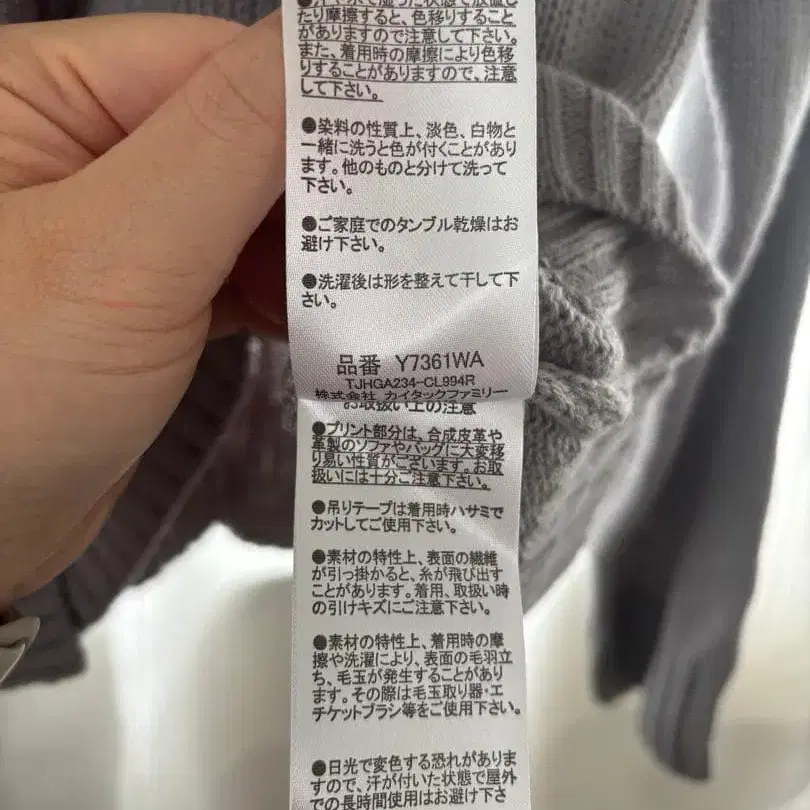 ●汗や水で湿った状態で放置し
たり摩擦すると、色移りすること
がありますので注意して下さい。
また、着用時の摩擦により色移
りすることがありますので、注意
して下さい。
●染料の性質上、淡色、白物と
一緒に洗うと色が付くことがあり
ます。他のものと分けて洗って
下さい。
●ご家庭でのタンブル乾燥はお
避け下さい。
●洗濯後は形を整えて干して下
さい。
品番 Y7361WA
TJHGA234-CL994R
株式会社 カイタックファミリー
お取扱い上の注意
●プリント部分は、合成皮革や
革製のソファやバッグに大変移
り易い性質がございます。お取
扱いには十分ご注意下さい。
●吊りテープは着用時ハサミで
カットしてご使用下さい。
●素材の特性上、表面の繊維
が引っ掛かると、糸が飛び出す
ことがあります。着用、取扱い時
の引けキズにご注意下さい。
●素材の特性上、着用時の摩
擦や洗濯により、表面の毛羽立
ち、毛玉が発生することがあり
ます。その際は毛玉取り器・エ
チケットブラシ等をご使用下さい。
●日光で変色する恐れがありま
すので、汗が付いた状態で屋外
での長時間使用はお避け下さ